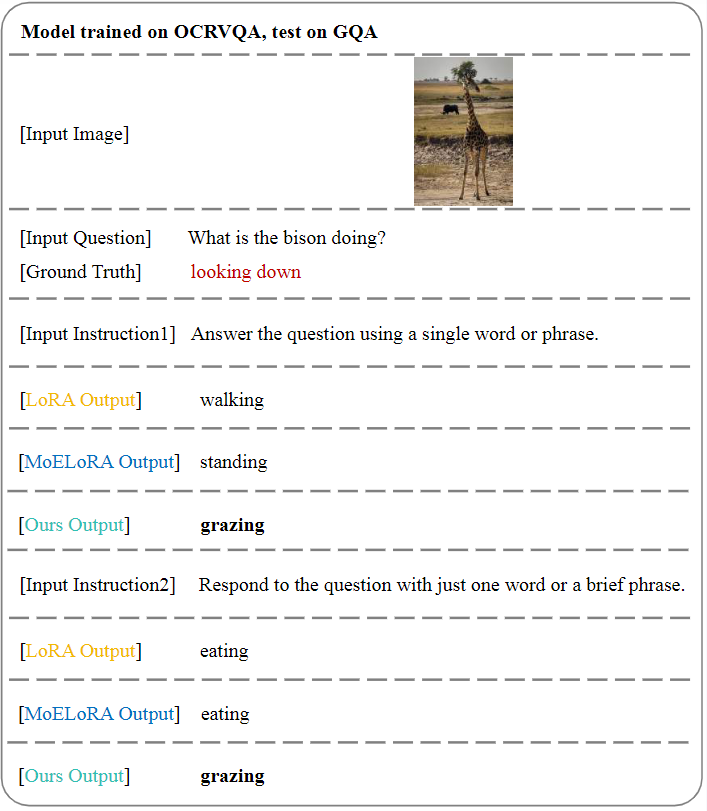 Model trained on OCRVQA, test on GQA
[Input Image]
[Input Question] What is the bison doing?
[Ground Truth] looking down
[Input Instruction1] Answer the question using a single word or phrase.
[LoRA Output] walking
[MoELoRA Output] standing
[Ours Output] grazing
[Input Instruction2] Respond to the question with just one word or a brief phrase.
[LoRA Output] eating
[MoELoRA Output] eating
[Ours Output] grazing